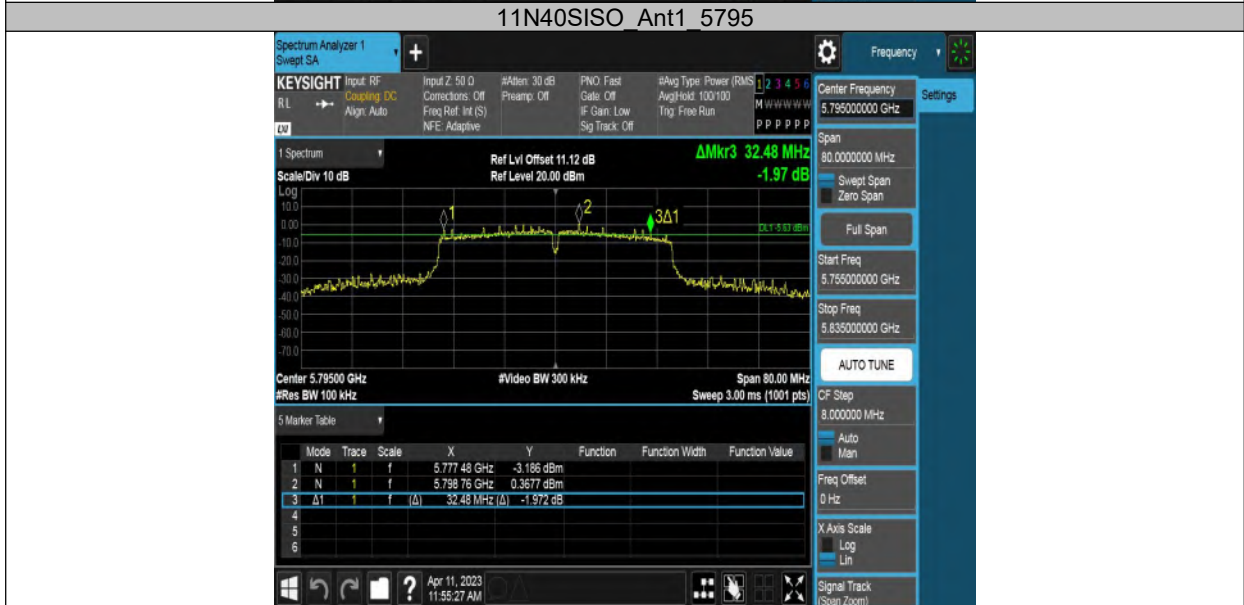 11N40SISO_Ant1_5795
Spectrum Analyzer 1
Swept SA
+
Frequency
KEYSIGHT
RL
LXI
Input: RF
Coupling: DC
Align: Auto
Input Z: 50 Ω
Corrections: Off
Freq Ref: Int (S)
NFE: Adaptive
#Atten: 30 dB
Preamp: Off
PNO: Fast
Gate: Off
IF Gain: Low
Sig Track: Off
#Avg Type: Power (RMS
Avg|Hold: 100/100
Trig: Free Run
1 2 3 4 5 6
M W W W W W
P P P P P P
Center Frequency
5.795000000 GHz
Settings
1 Spectrum
Scale/Div 10 dB
Ref Lvl Offset 11.12 dB
Ref Level 20.00 dBm
ΔMkr3 32.48 MHz
-1.97 dB
Span
80.0000000 MHz
Swept Span
Zero Span
Full Span
Start Freq
5.755000000 GHz
Stop Freq
5.835000000 GHz
AUTO TUNE
CF Step
8.000000 MHz
Auto
Man
Freq Offset
0 Hz
X Axis Scale
Log
Lin
Signal Track
(Span Zoom)
Log
10.0
0.00
-10.0
-20.0
-30.0
-40.0
-50.0
-60.0
-70.0
1
2
3Δ1
DL1 -5.63 dBm
Center 5.79500 GHz
#Video BW 300 kHz
Span 80.00 MHz
#Res BW 100 kHz
Sweep 3.00 ms (1001 pts)
5 Marker Table
Mode Trace Scale X Y Function Function Width Function Value
1 N 1 f 5.777 48 GHz -3.186 dBm
2 N 1 f 5.798 76 GHz 0.3677 dBm
3 Δ1 1 f (Δ) 32.48 MHz (Δ) -1.972 dB
4
5
6
?
Apr 11, 2023
11:55:27 AM